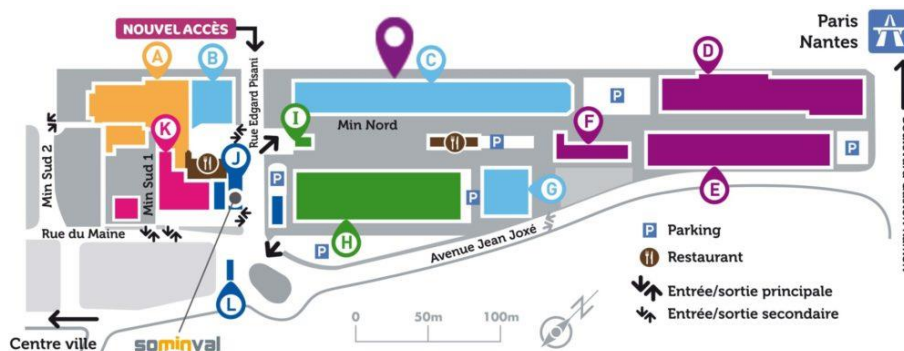 NOUVEL ACCÈS
Paris
Nantes
A
B
C
D
I
Rue Edgard Pisani
K
Min Nord
F
J
P
P
P
Min Sud 2
Min Sud 1
P
P
G
E
Rue du Maine
P
H
Avenue Jean Joxé
P Parking
Restaurant
L
Entrée/sortie principale
0 50m 100m
N
Entrée/sortie secondaire
Centre ville
sominval